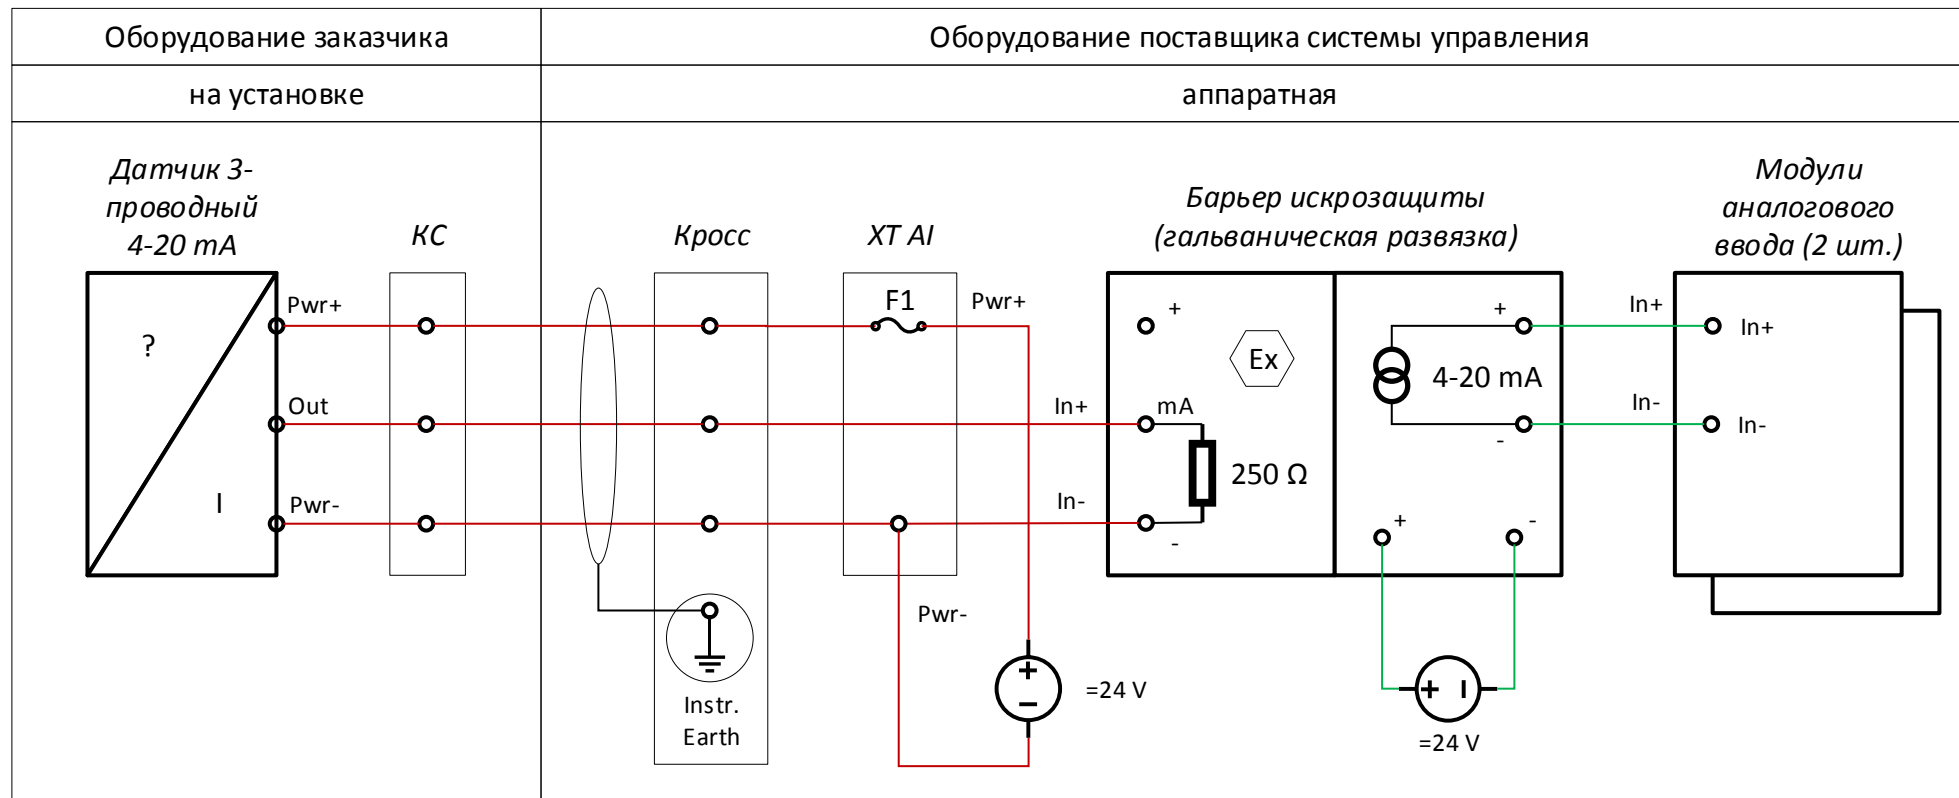 Оборудование заказчика
Оборудование поставщика системы управления
на установке
аппаратная
Датчик 3-
проводный
4-20 mA
КС
Кросс
XT AI
Барьер искрозащиты
(гальваническая развязка)
Модули
аналогового
ввода (2 шт.)
?
I
Pwr+
Out
Pwr-
F1
Pwr+
In+
In-
Pwr-
+
mA
-
Ex
250 Ω
+
4-20 mA
-
+
-
In+
In-
In+
In-
Instr.
Earth
+
−
=24 V
+
I
=24 V